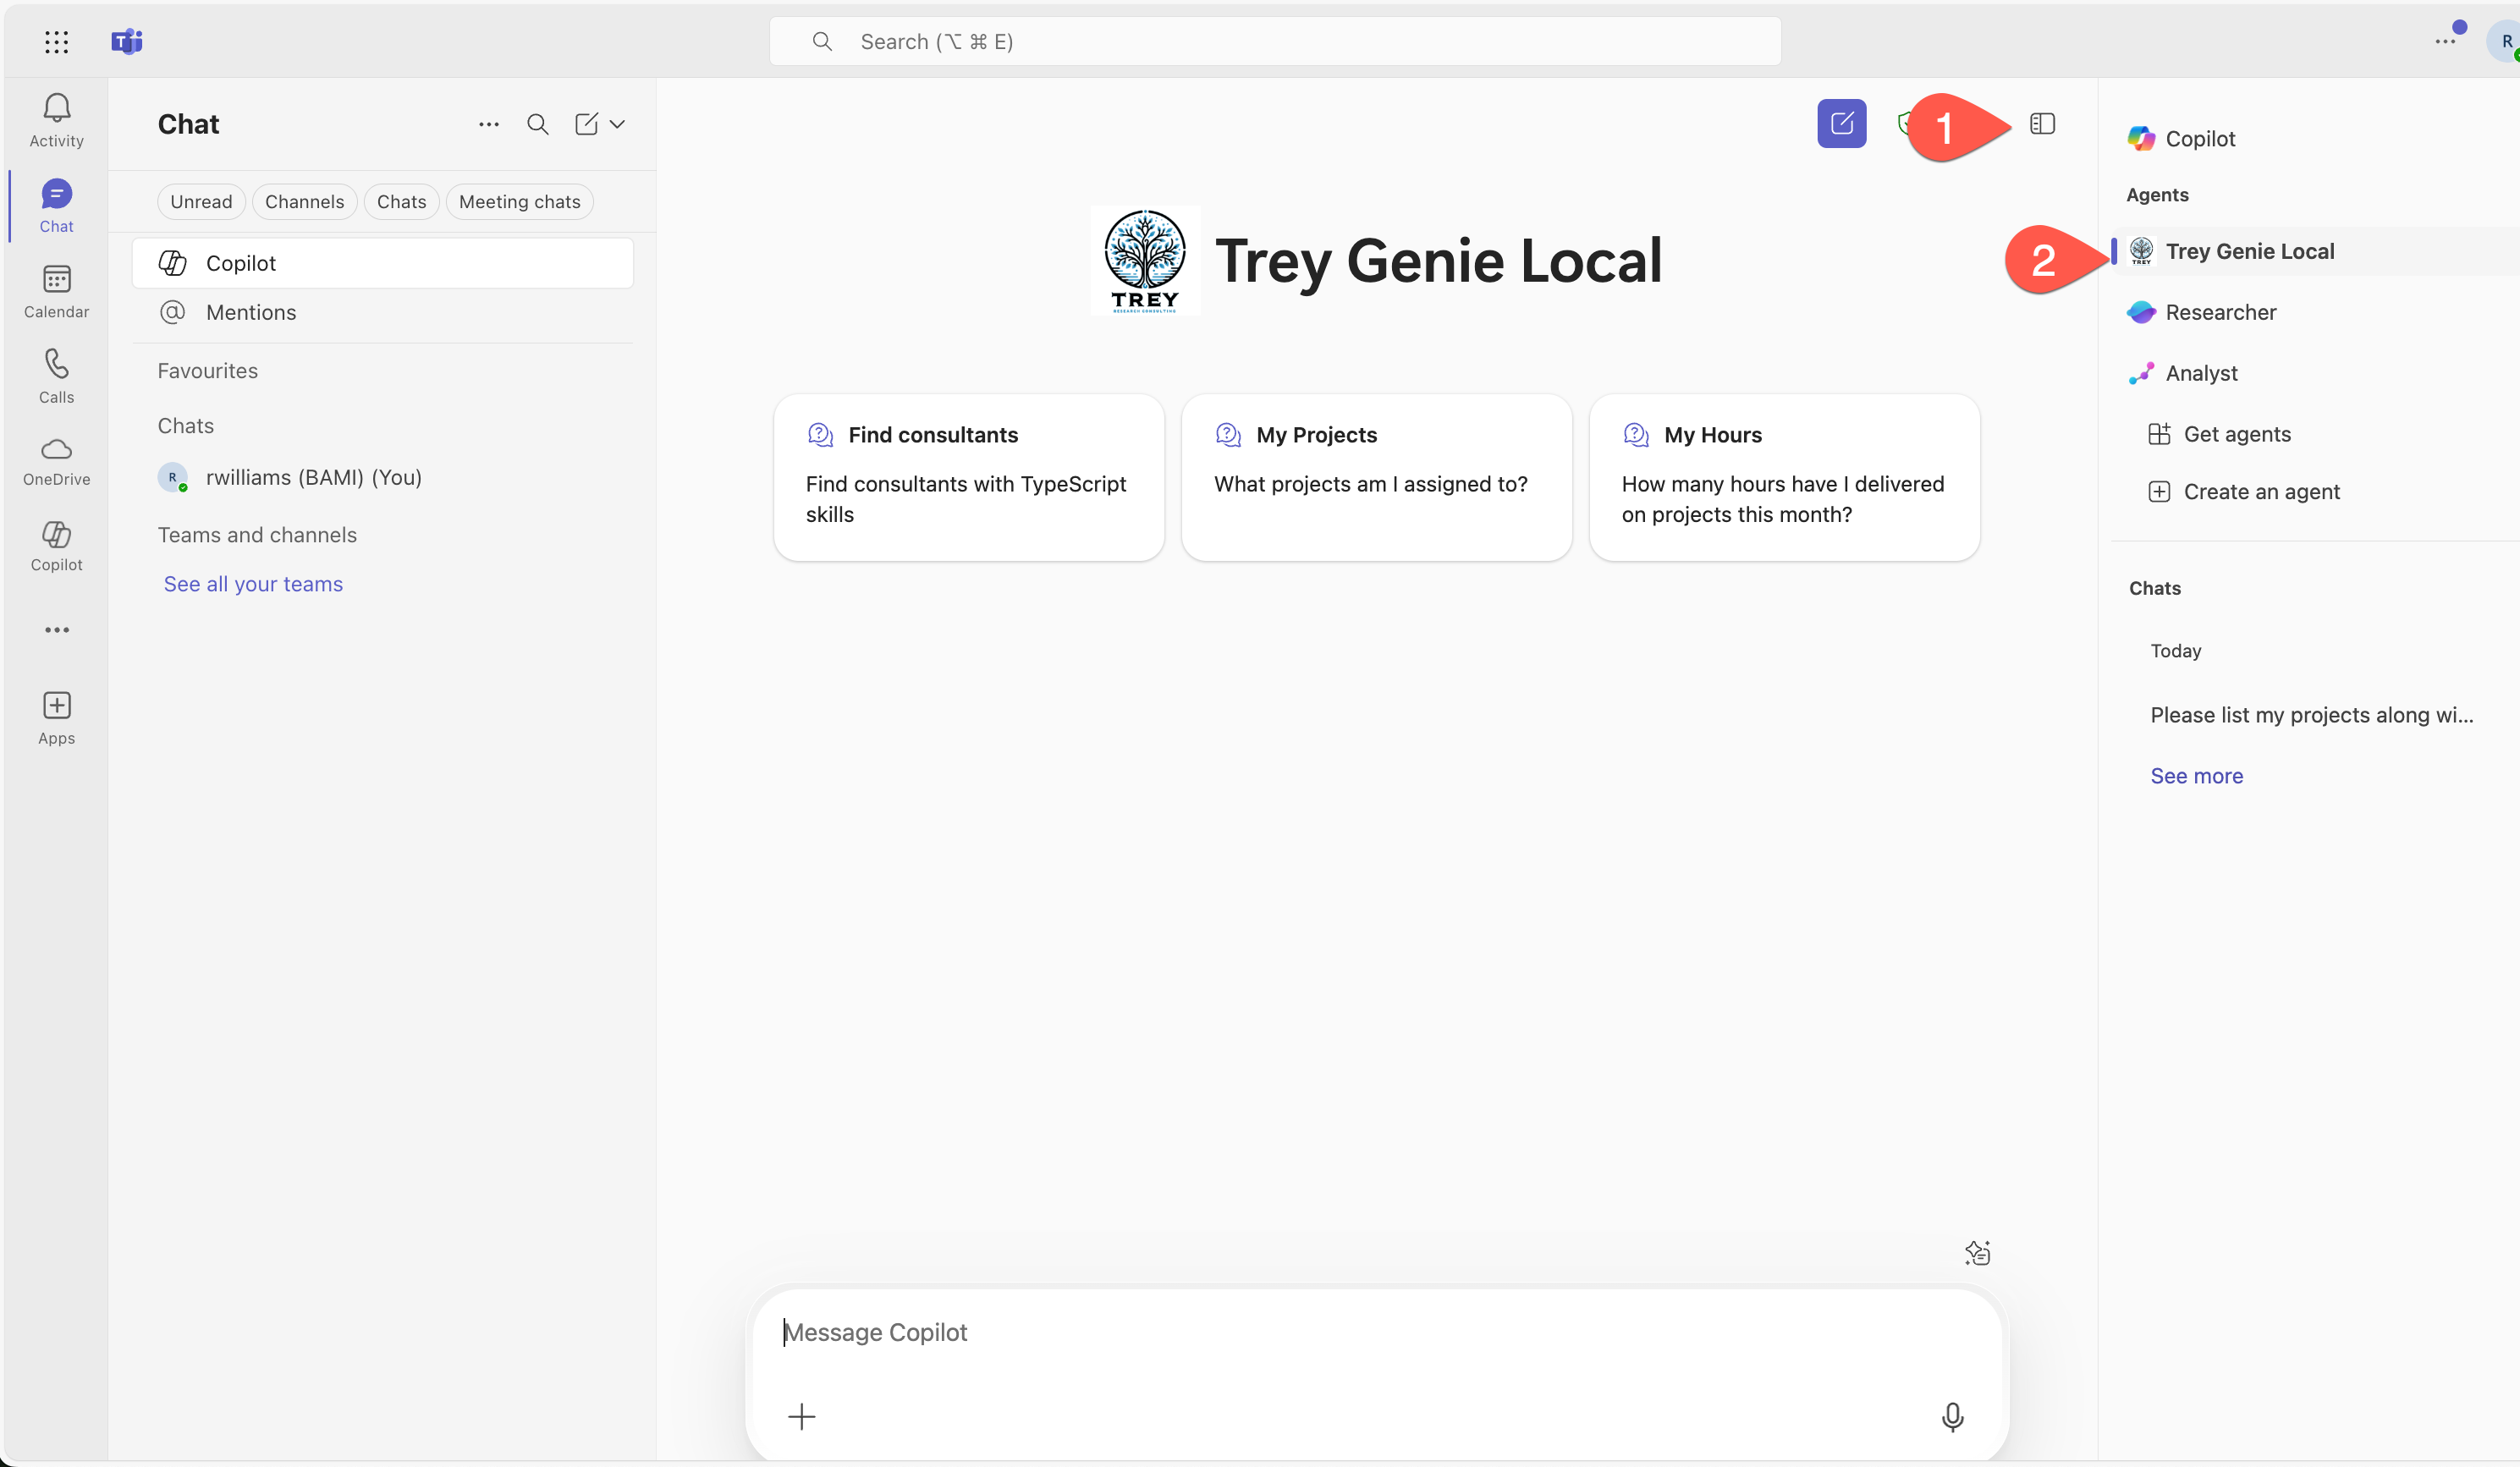 Search (⌥ ⌘ E)
R
Activity
Chat
Calendar
Calls
OneDrive
Copilot
Apps
Chat
Unread
Channels
Chats
Meeting chats
Copilot
Mentions
Favourites
Chats
R
rwilliams (BAMI) (You)
Teams and channels
See all your teams
1
TREY
RESEARCH CONSULTING
Trey Genie Local
Find consultants
Find consultants with TypeScript
skills
My Projects
What projects am I assigned to?
My Hours
How many hours have I delivered
on projects this month?
Message Copilot
Copilot
Agents
2
TREY
Trey Genie Local
Researcher
Analyst
Get agents
Create an agent
Chats
Today
Please list my projects along wi...
See more